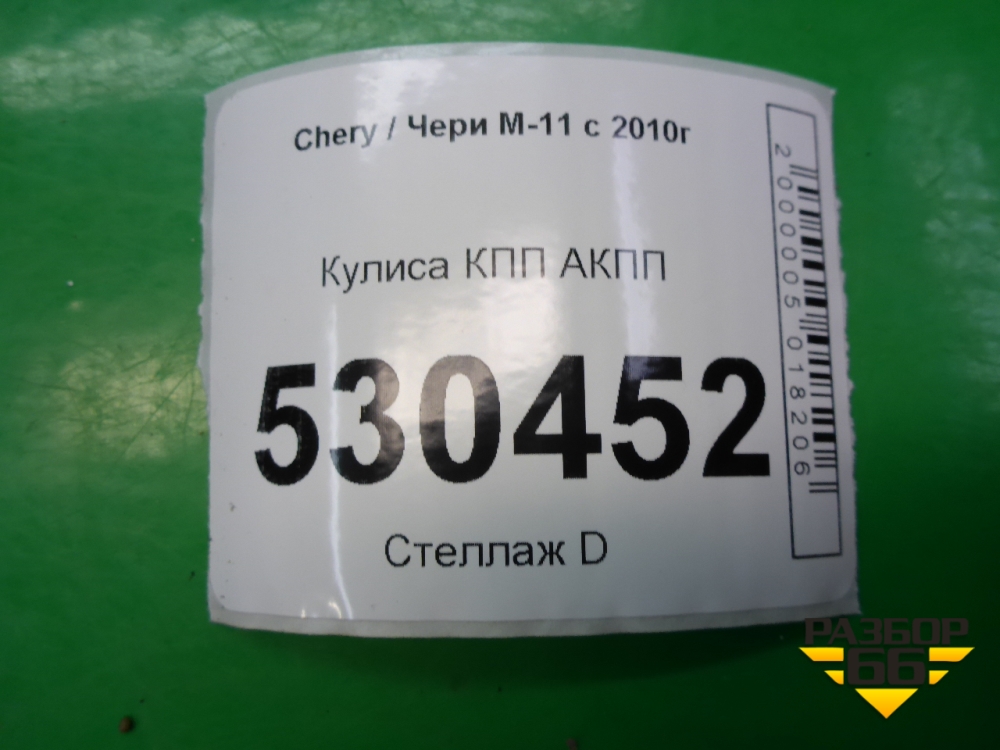 Chery / Чери М-11 с 2010г
Кулиса КПП АКПП
530452
Стеллаж D
2000005018206
РАЗБОР
66